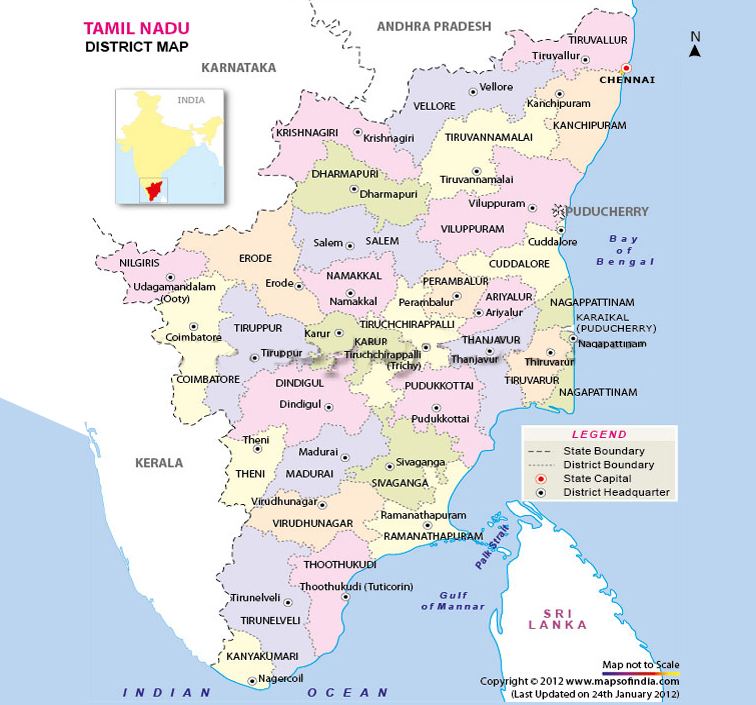 TAMIL NADU
DISTRICT MAP
ANDHRA PRADESH
KARNATAKA
INDIA
N
TIRUVALLUR
Tiruvallur
CHENNAI
Vellore
VELLORE
Kanchipuram
KANCHIPURAM
KRISHNAGIRI
Krishnagiri
TIRUVANNAMALAI
Tiruvannamalai
DHARMAPURI
Dharmapuri
Viluppuram
VILUPPURAM
PUDUCHERRY
Cuddalore
CUDDALORE
Bay
of
Bengal
Salem
SALEM
ERODE
Erode
NILGIRIS
Udagamandalam
(Ooty)
NAMAKKAL
Namakkal
PERAMBALUR
Perambalur
ARIYALUR
Ariyalur
NAGAPPATTINAM
KARAIKAL
(PUDUCHERRY)
Nagapattinam
Coimbatore
COIMBATORE
TIRUPPUR
Tiruppur
Karur
KARUR
TIRUCHCHIRAPPALLI
Tiruchchirappalli
(Trichy)
THANJAVUR
Thanjavur
Thiruvarur
TIRUVARUR
NAGAPATTINAM
DINDIGUL
Dindigul
PUDUKKOTTAI
Pudukkottai
KERALA
Theni
THENI
Madurai
MADURAI
Sivaganga
SIVAGANGA
Virudhunagar
VIRUDHUNAGAR
Ramanathapuram
RAMANATHAPURAM
Palk Strait
THOOTHUKUDI
Thoothukudi (Tuticorin)
Tirunelveli
TIRUNELVELI
Gulf
of Mannar
SRI
LANKA
KANYAKUMARI
Nagercoil
INDIAN OCEAN
LEGEND
State Boundary
District Boundary
State Capital
District Headquarter
Map not to Scale
Copyright © 2012 www.mapsofindia.com
(Last Updated on 24th January 2012)